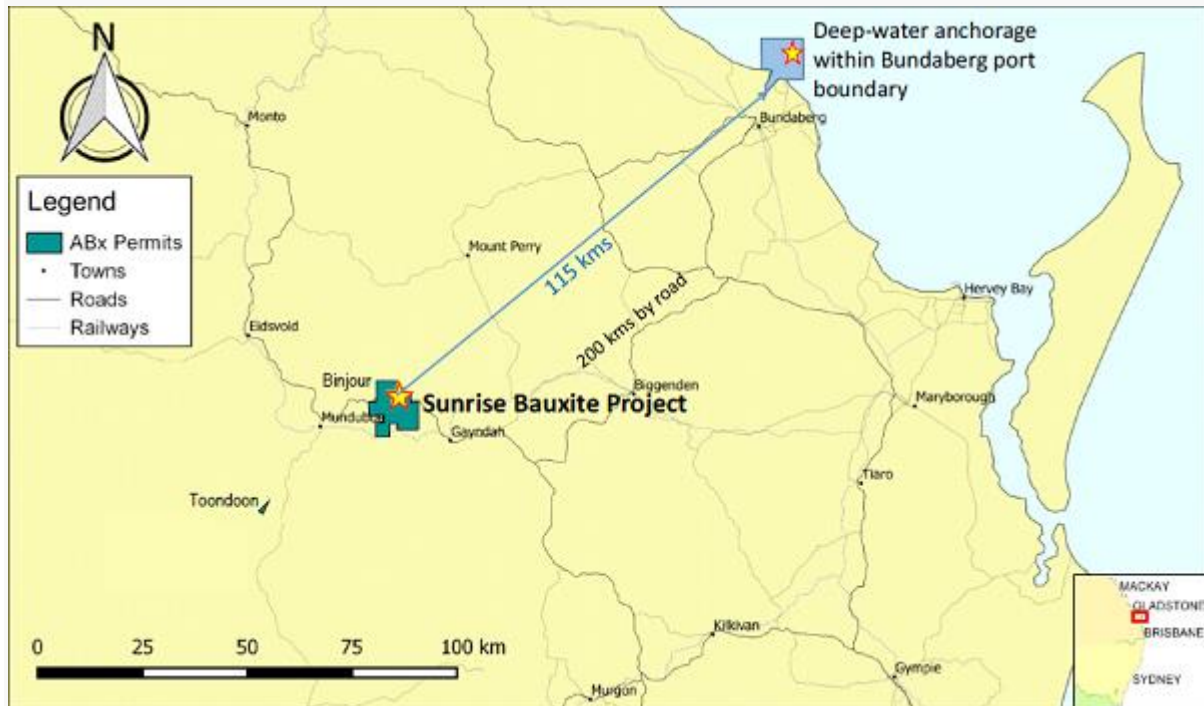 N
Deep-water anchorage
within Bundaberg port
boundary
Monto
Bundaberg
Legend
ABx Permits
Towns
Roads
Railways
Mount Perry
115 kms
200 kms by road
Hervey Bay
Eidsvold
Binjour
Sunrise Bauxite Project
Biggenden
Maryborough
Mundubbera
Gayndah
Tiaro
Toondoon
0 25 50 75 100 km
Kilkivan
Murgon
Gympie
MACKAY
GLADSTONE
BRISBANE
SYDNEY